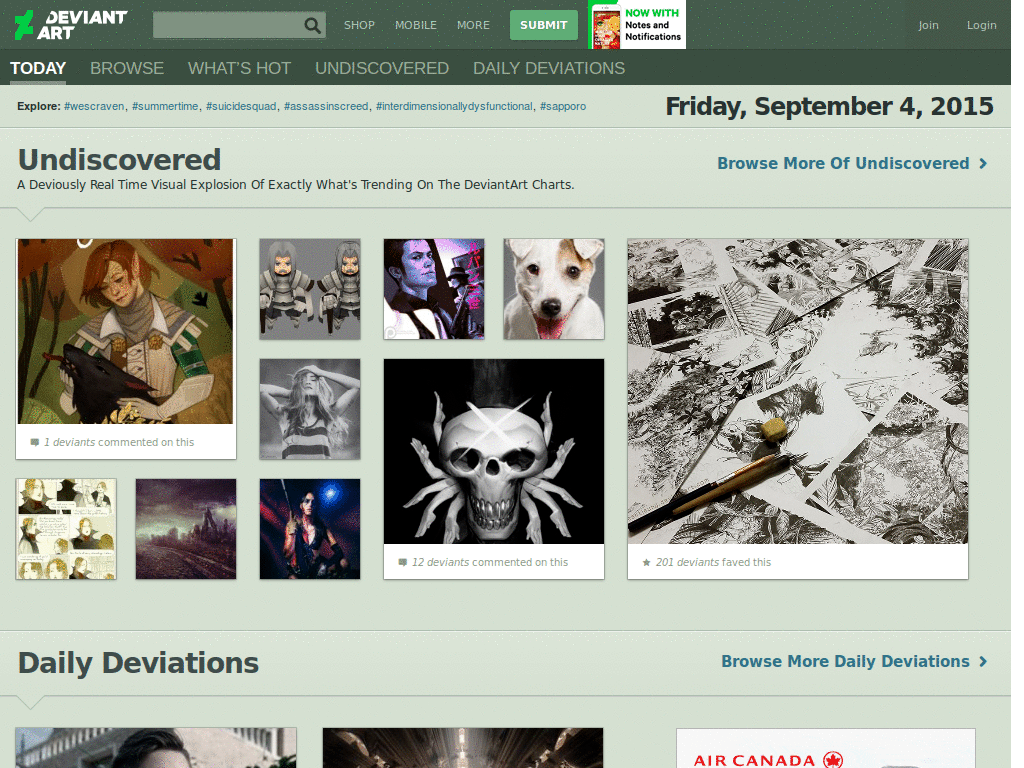 DEVIANT
ART
SHOP
MOBILE
MORE
SUBMIT
NOW WITH
Notes and
Notifications
Join
Login
TODAY
BROWSE
WHAT'S HOT
UNDISCOVERED
DAILY DEVIATIONS
Explore: #wescraven, #summertime, #suicidesquad, #assassinscreed, #interdimensionallydysfunctional, #sapporo
Friday, September 4, 2015
Undiscovered
Browse More Of Undiscovered
A Deviously Real Time Visual Explosion Of Exactly What's Trending On The DeviantArt Charts.
1 deviants commented on this
12 deviants commented on this
201 deviants faved this
Daily Deviations
Browse More Daily Deviations
AIR CANADA